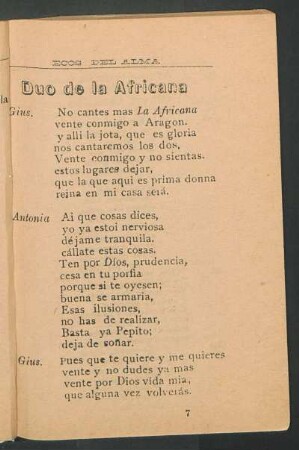 ECOS DEL ALMA
Duo de la Africana
Gius. No cantes mas la Africana
vente conmigo a Aragon.
y alli la jota, que es gloria
nos cantaremos los dos,
Vente conmigo y no sientas.
estos lugares dejar,
que la que aqui es prima donna
reina en mi casa será.
Antonia Ai que cosas dices,
yo ya estoi nerviosa
déjame tranquila.
cállate estas cosas.
Ten por Dios, prudencia,
cesa en tu porfia
porque si te oyesen;
buena se armaria,
Esas ilusiones,
no has de realizar,
Basta ya Pepito;
deja de soñar.
Gius. Pues que te quiere y me quieres
vente y no dudes ya mas
vente por Dios vida mia,
que alguna vez volverás.
7